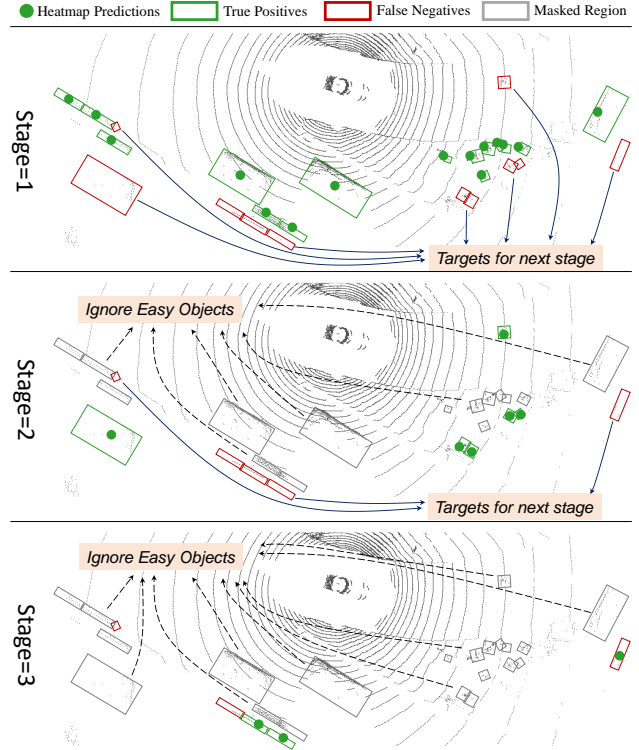 Heatmap Predictions True Positives False Negatives Masked Region
Stage=1
Targets for next stage
Ignore Easy Objects
Stage=2
Targets for next stage
Ignore Easy Objects
Stage=3